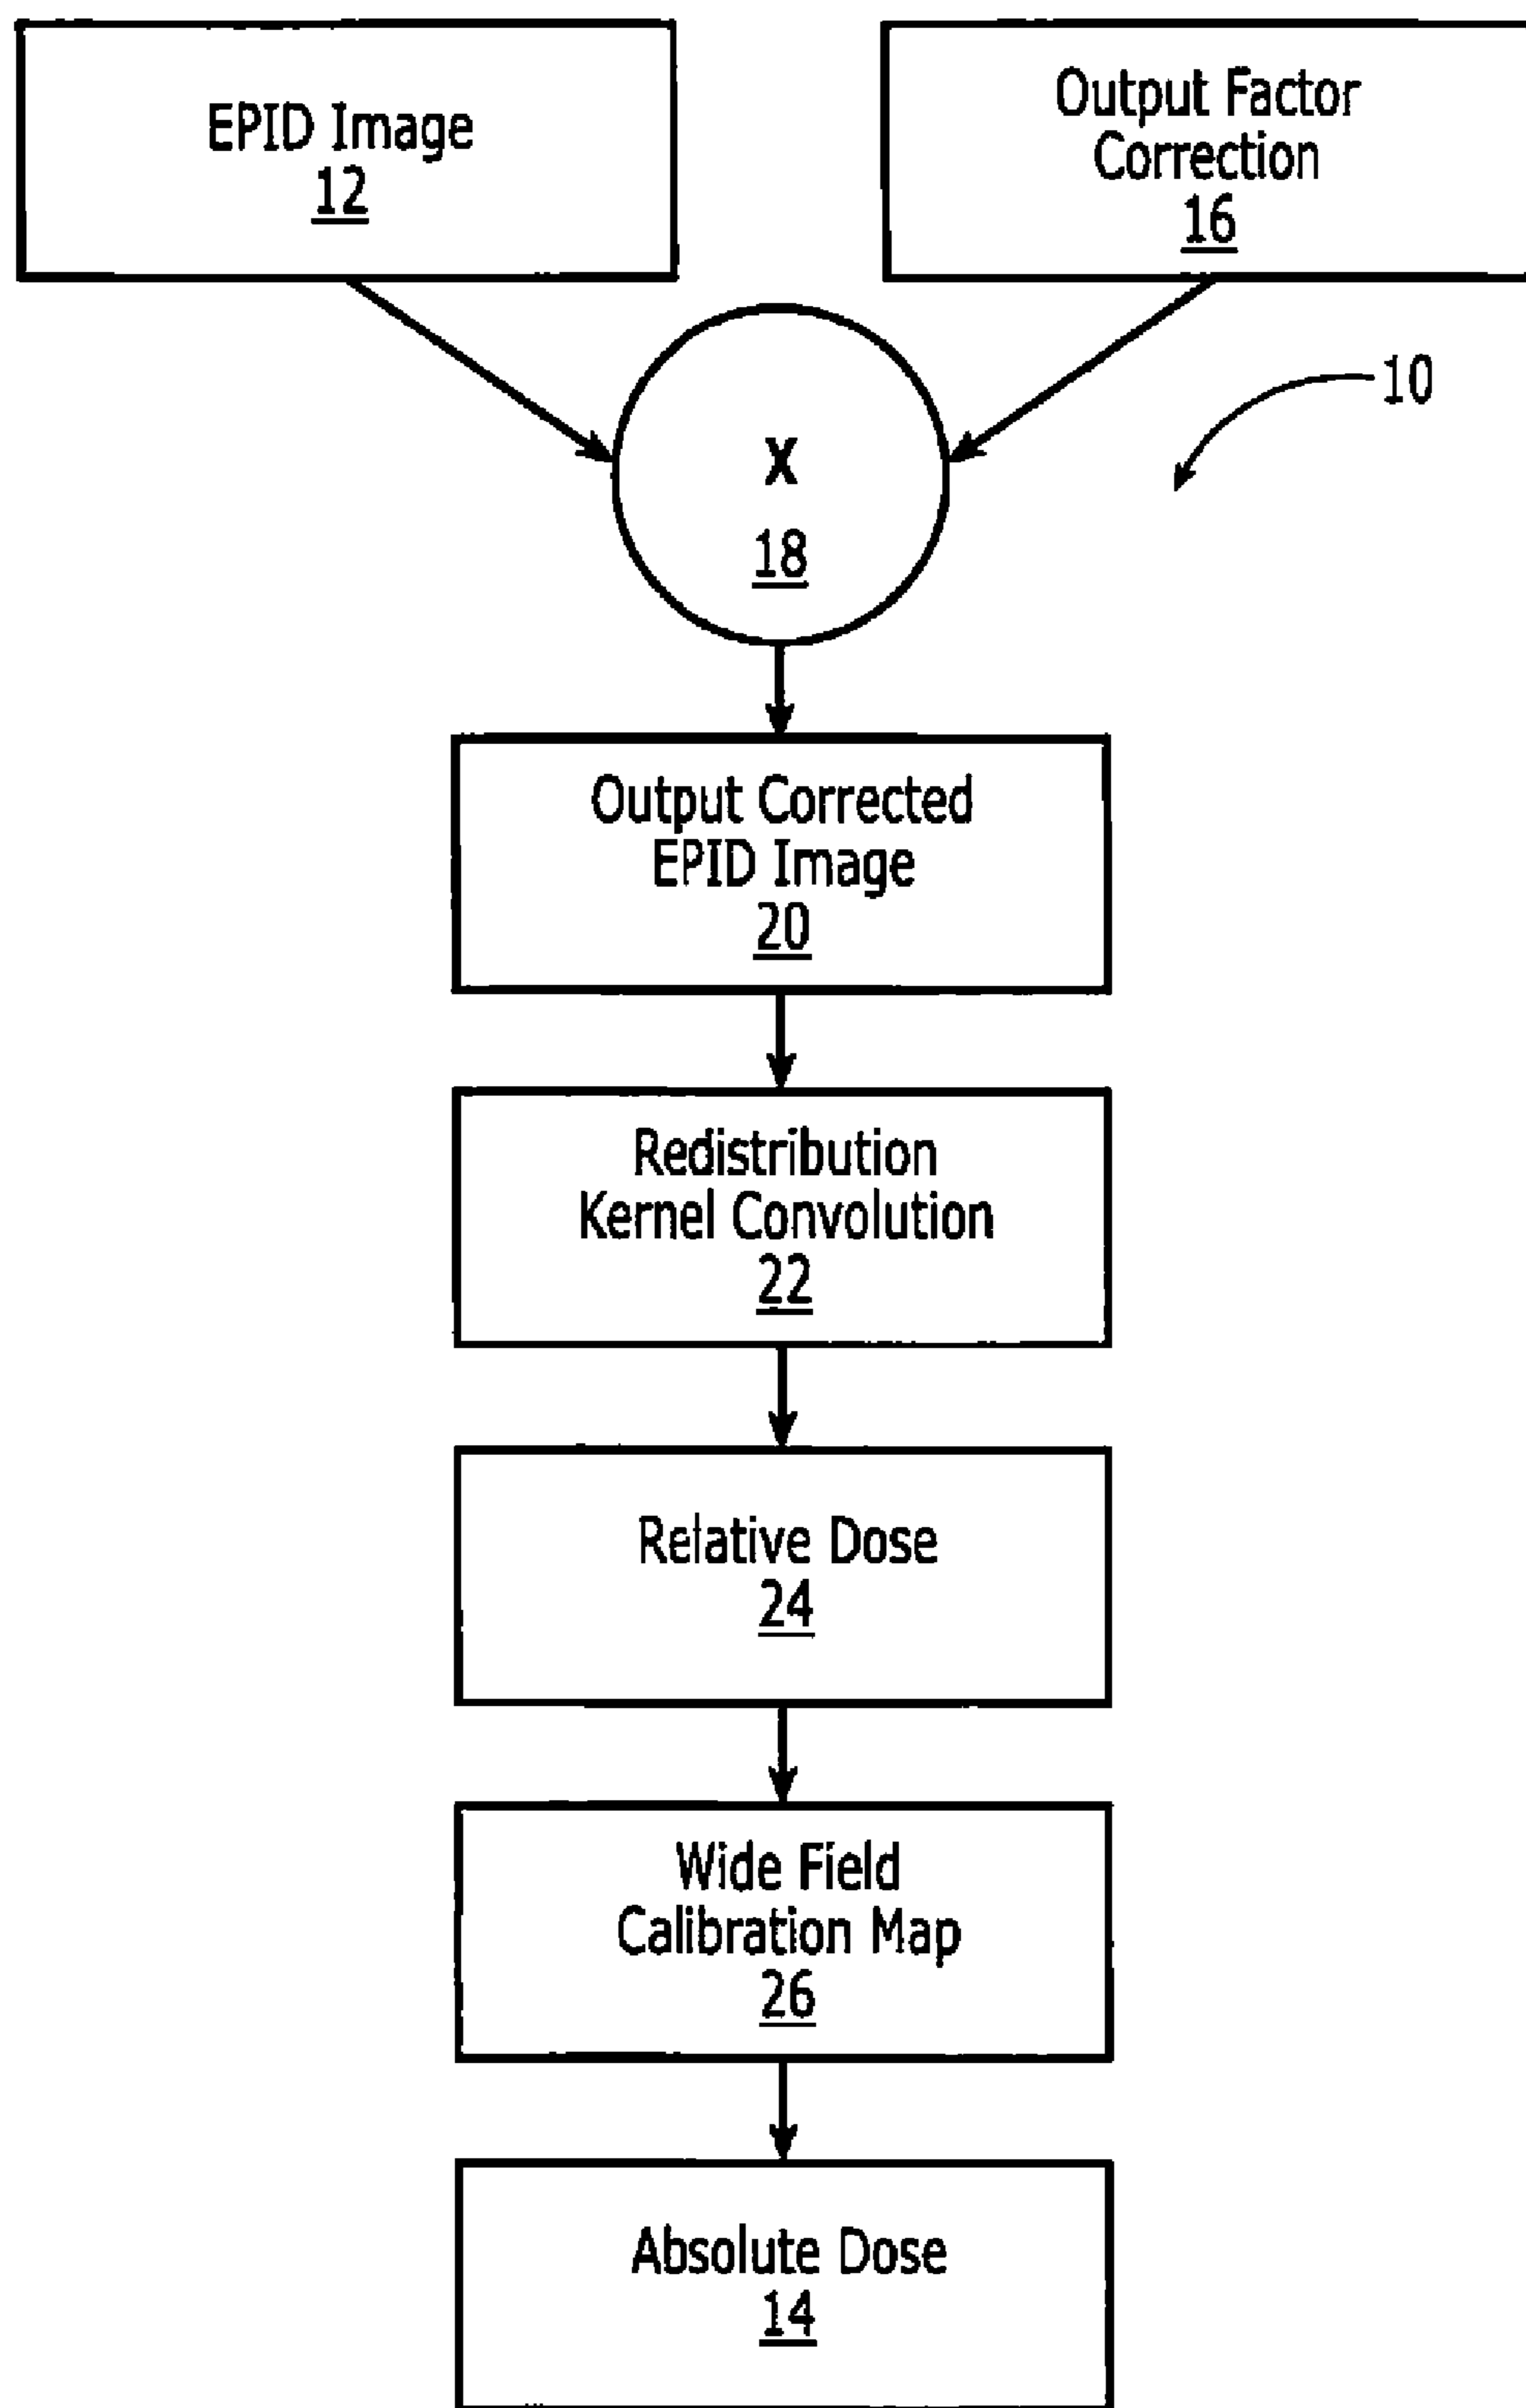 EPID Image
12
Output Factor
Correction
16
10
X
18
Output Corrected
EPID Image
20
Redistribution
Kernel Convolution
22
Relative Dose
24
Wide Field
Calibration Map
26
Absolute Dose
14